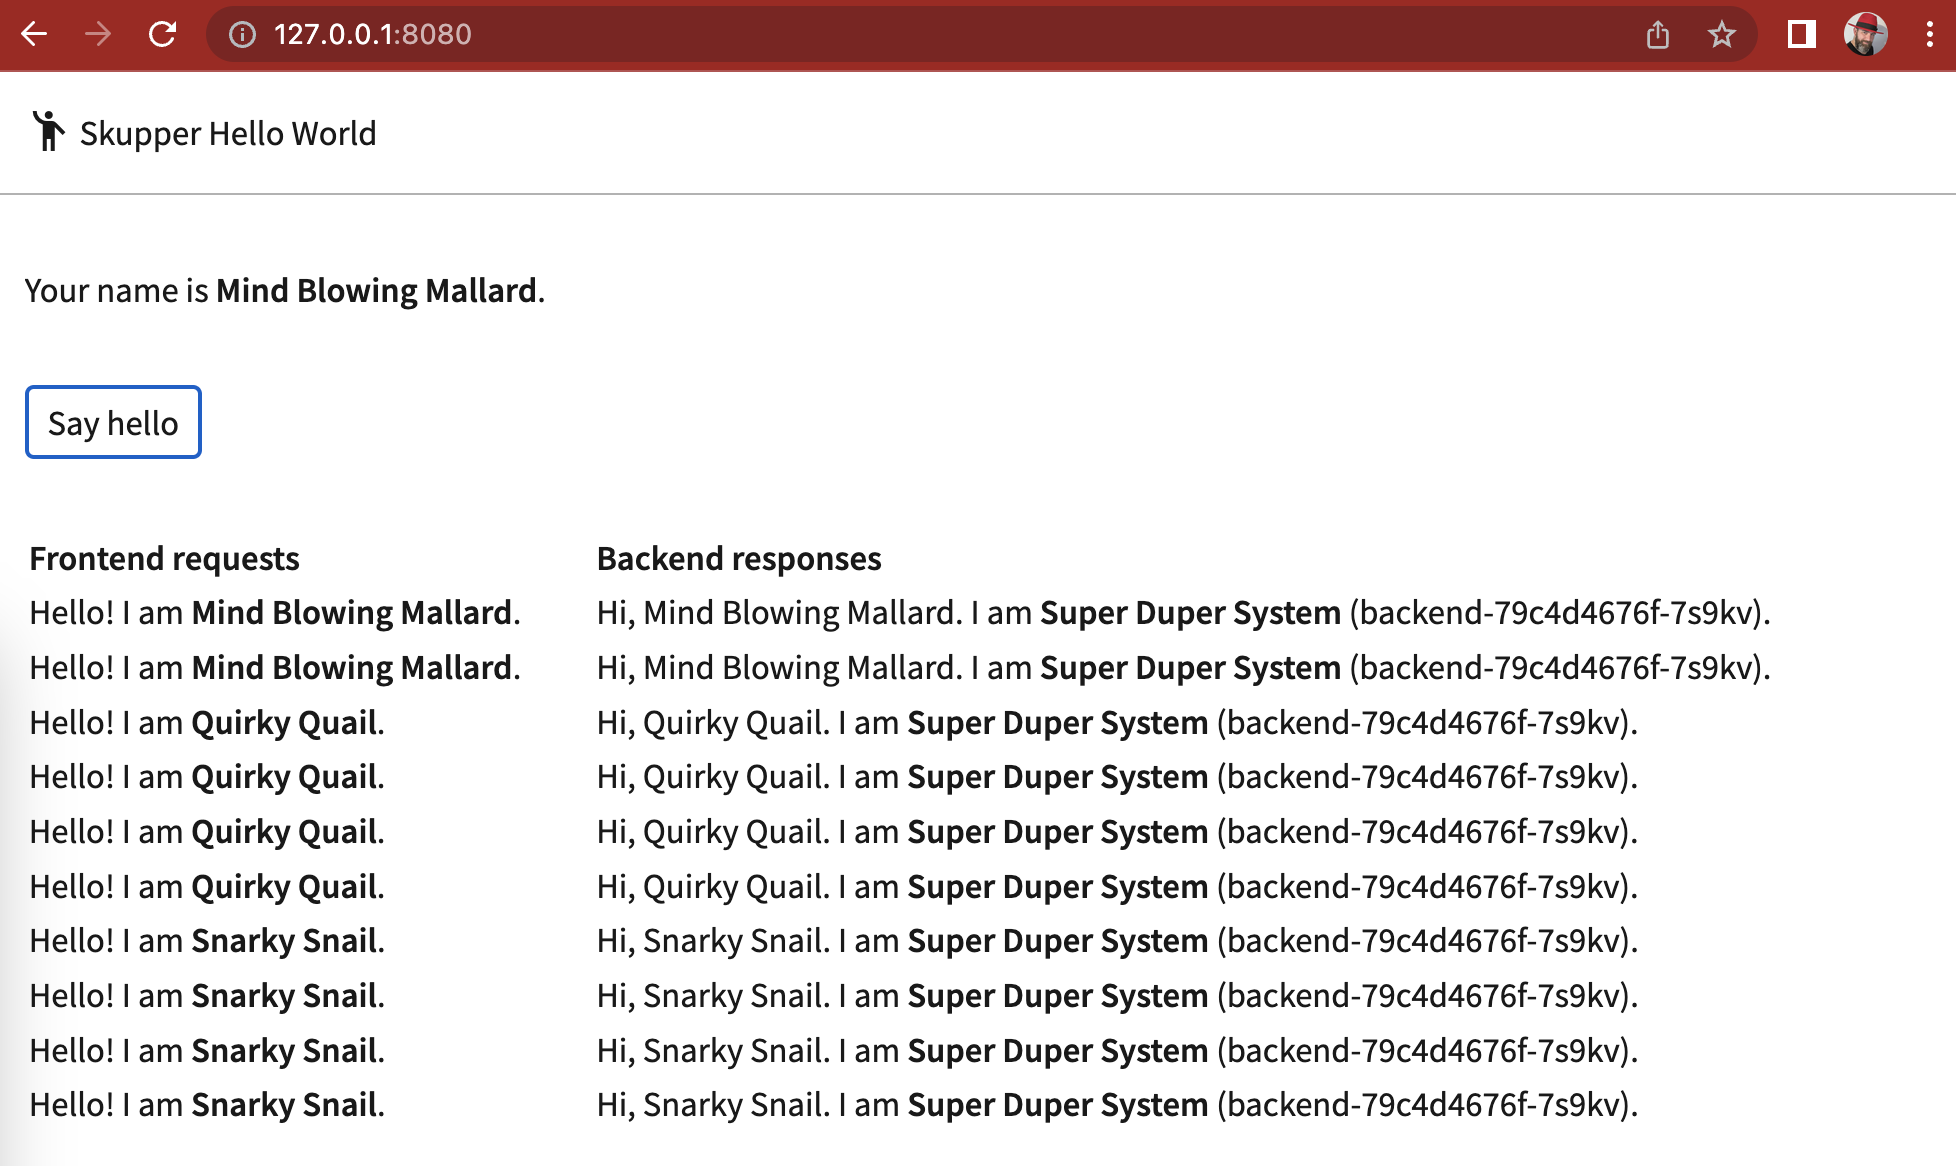 127.0.0.1:8080
Skupper Hello World
Your name is Mind Blowing Mallard.
Say hello
Frontend requests Backend responses
Hello! I am Mind Blowing Mallard. Hi, Mind Blowing Mallard. I am Super Duper System (backend-79c4d4676f-7s9kv).
Hello! I am Mind Blowing Mallard. Hi, Mind Blowing Mallard. I am Super Duper System (backend-79c4d4676f-7s9kv).
Hello! I am Quirky Quail. Hi, Quirky Quail. I am Super Duper System (backend-79c4d4676f-7s9kv).
Hello! I am Quirky Quail. Hi, Quirky Quail. I am Super Duper System (backend-79c4d4676f-7s9kv).
Hello! I am Quirky Quail. Hi, Quirky Quail. I am Super Duper System (backend-79c4d4676f-7s9kv).
Hello! I am Quirky Quail. Hi, Quirky Quail. I am Super Duper System (backend-79c4d4676f-7s9kv).
Hello! I am Snarky Snail. Hi, Snarky Snail. I am Super Duper System (backend-79c4d4676f-7s9kv).
Hello! I am Snarky Snail. Hi, Snarky Snail. I am Super Duper System (backend-79c4d4676f-7s9kv).
Hello! I am Snarky Snail. Hi, Snarky Snail. I am Super Duper System (backend-79c4d4676f-7s9kv).
Hello! I am Snarky Snail. Hi, Snarky Snail. I am Super Duper System (backend-79c4d4676f-7s9kv).